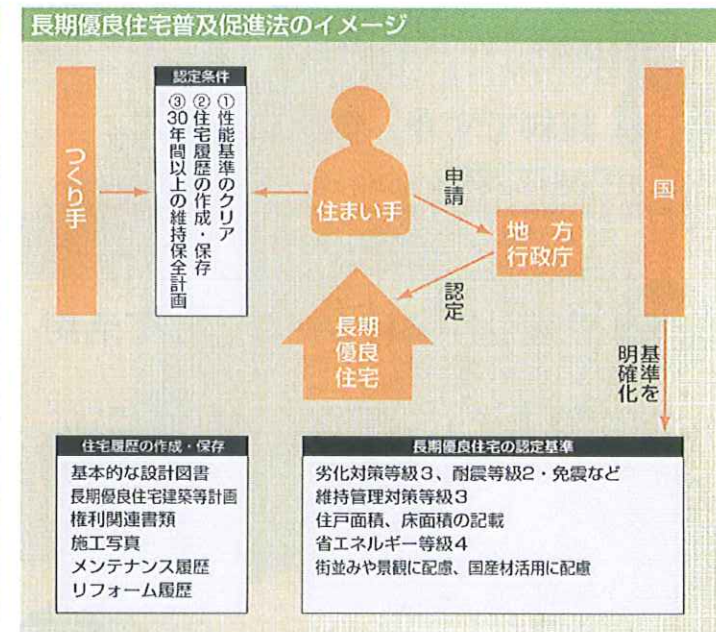 長期優良住宅普及促進法のイメージ
つくり手
認定条件
①性能基準のクリア
②住宅履歴の作成・保存
③30年間以上の維持保全計画
住まい手
申請
地方
行政庁
認定
長期
優良
住宅
国
基準を
明確化
住宅履歴の作成・保存
基本的な設計図書
長期優良住宅建築等計画
権利関連書類
施工写真
メンテナンス履歴
リフォーム履歴
長期優良住宅の認定基準
劣化対策等級3、耐震等級2・免震など
維持管理対策等級3
住戸面積、床面積の記載
省エネルギー等級4
街並みや景観に配慮、国産材活用に配慮